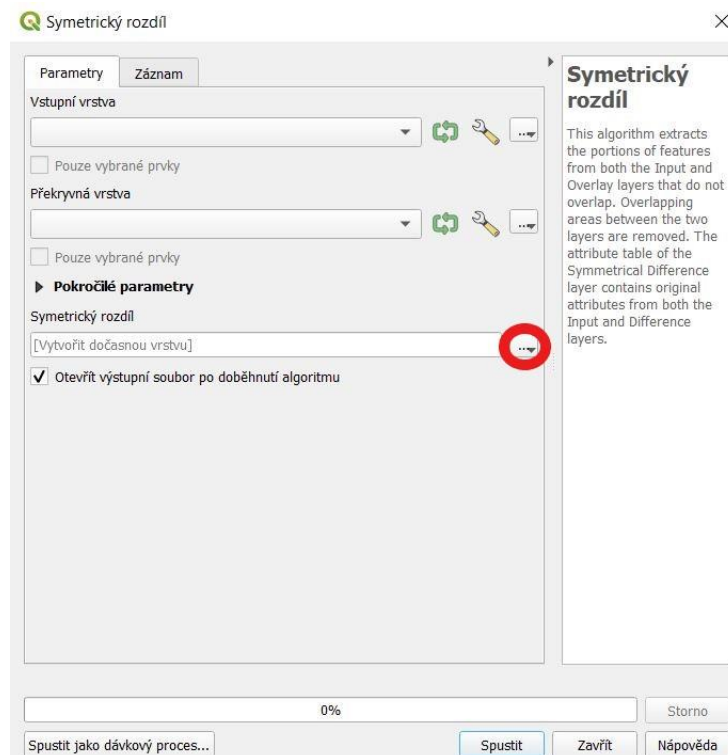 Symetrický rozdíl
Parametry
Záznam
Vstupní vrstva
...
Pouze vybrané prvky
Překryvná vrstva
...
Pouze vybrané prvky
Pokročilé parametry
Symetrický rozdíl
[Vytvořit dočasnou vrstvu]
...
Otevřít výstupní soubor po doběhnutí algoritmu
Symetrický
rozdíl
This algorithm extracts
the portions of features
from both the Input and
Overlay layers that do not
overlap. Overlapping
areas between the two
layers are removed. The
attribute table of the
Symmetrical Difference
layer contains original
attributes from both the
Input and Difference
layers.
0%
Storno
Spustit jako dávkový proces...
Spustit
Zavřít
Nápověda